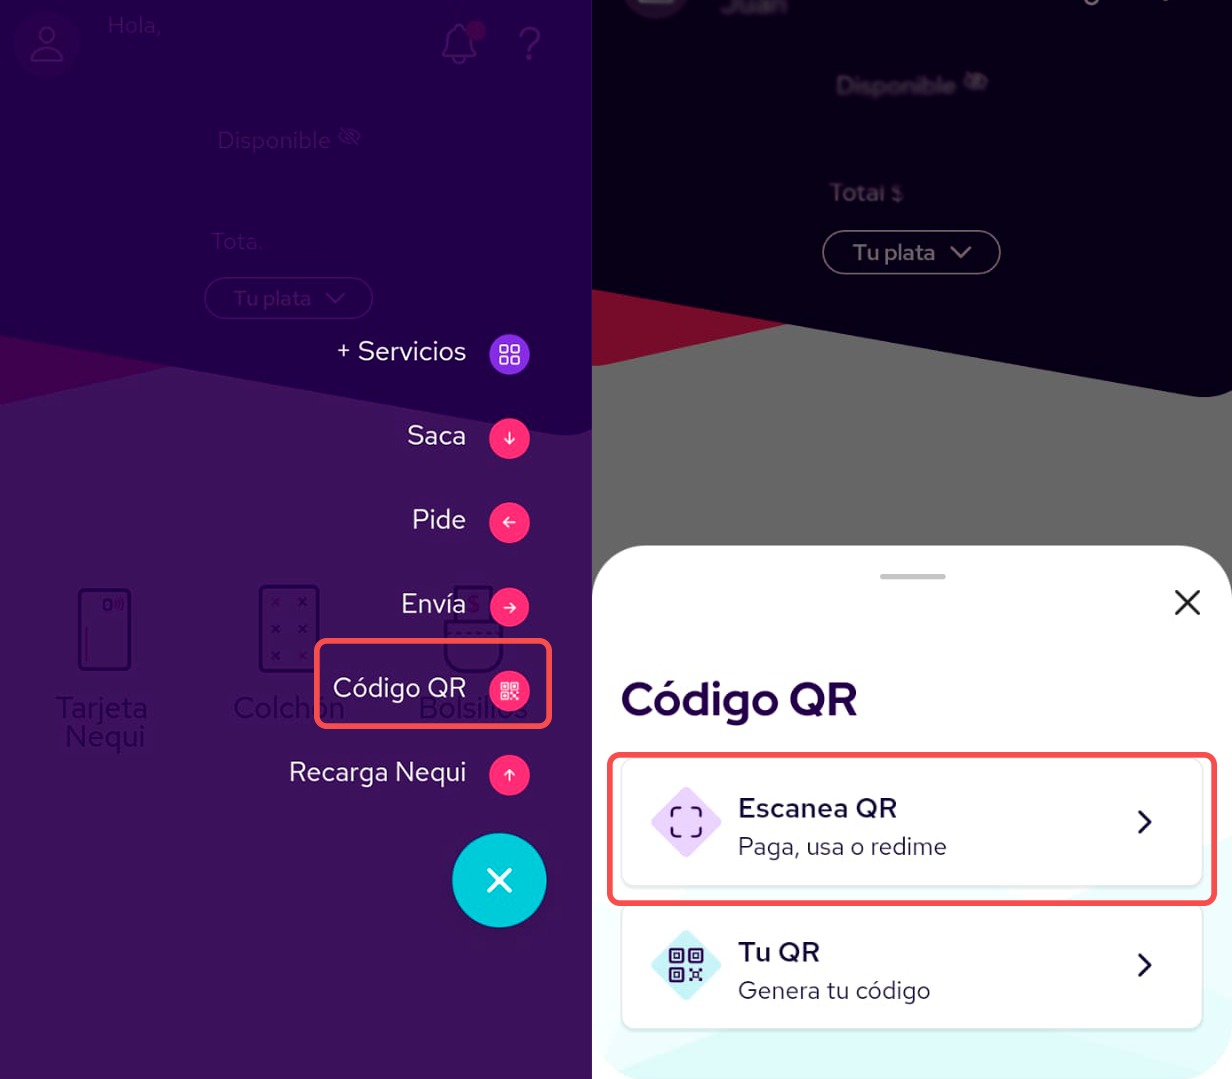 Hola,
?
Disponible
Tota.
Tu plata
+ Servicios
Saca
Pide
Envía
$
Código QR
Recarga Nequi
Tarjeta
Nequi
Colchón
Bolsillos
Juan
Disponible
Total $
Tu plata
Código QR
Escanea QR
Paga, usa o redime
Tu QR
Genera tu código